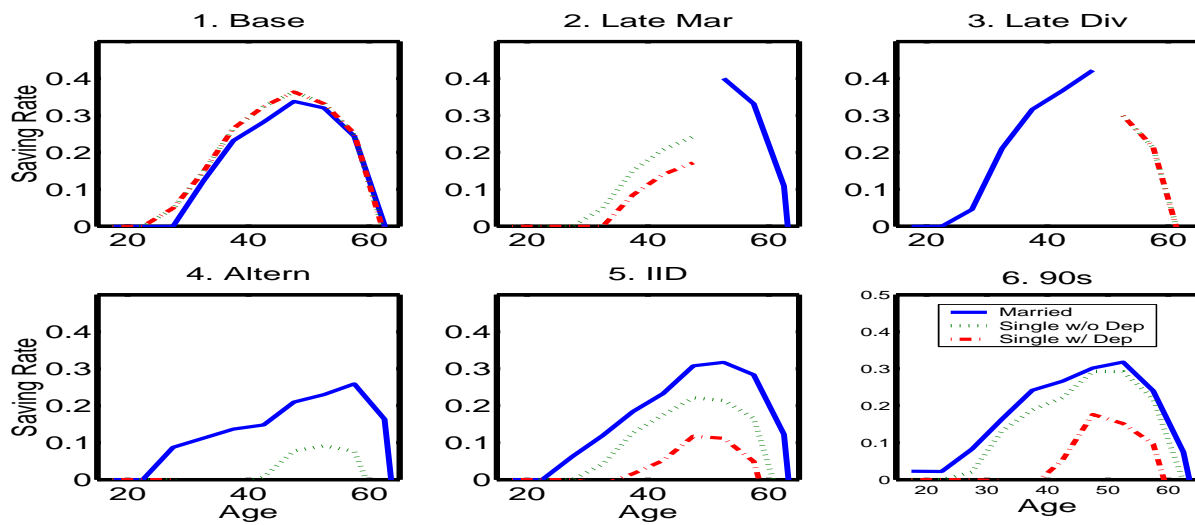 1. Base
2. Late Mar
3. Late Div
Saving Rate
0.4
0.3
0.2
0.1
0
20 40 60
0.4
0.3
0.2
0.1
0
20 40 60
0.4
0.3
0.2
0.1
0
20 40 60
4. Altern
5. IID
6. 90s
Saving Rate
0.4
0.3
0.2
0.1
0
20 40 60
Age
0.4
0.3
0.2
0.1
0
20 40 60
Age
0.5
0.4
0.3
0.2
0.1
0
Married
Single w/o Dep
Single w/ Dep
20 30 40 50 60
Age